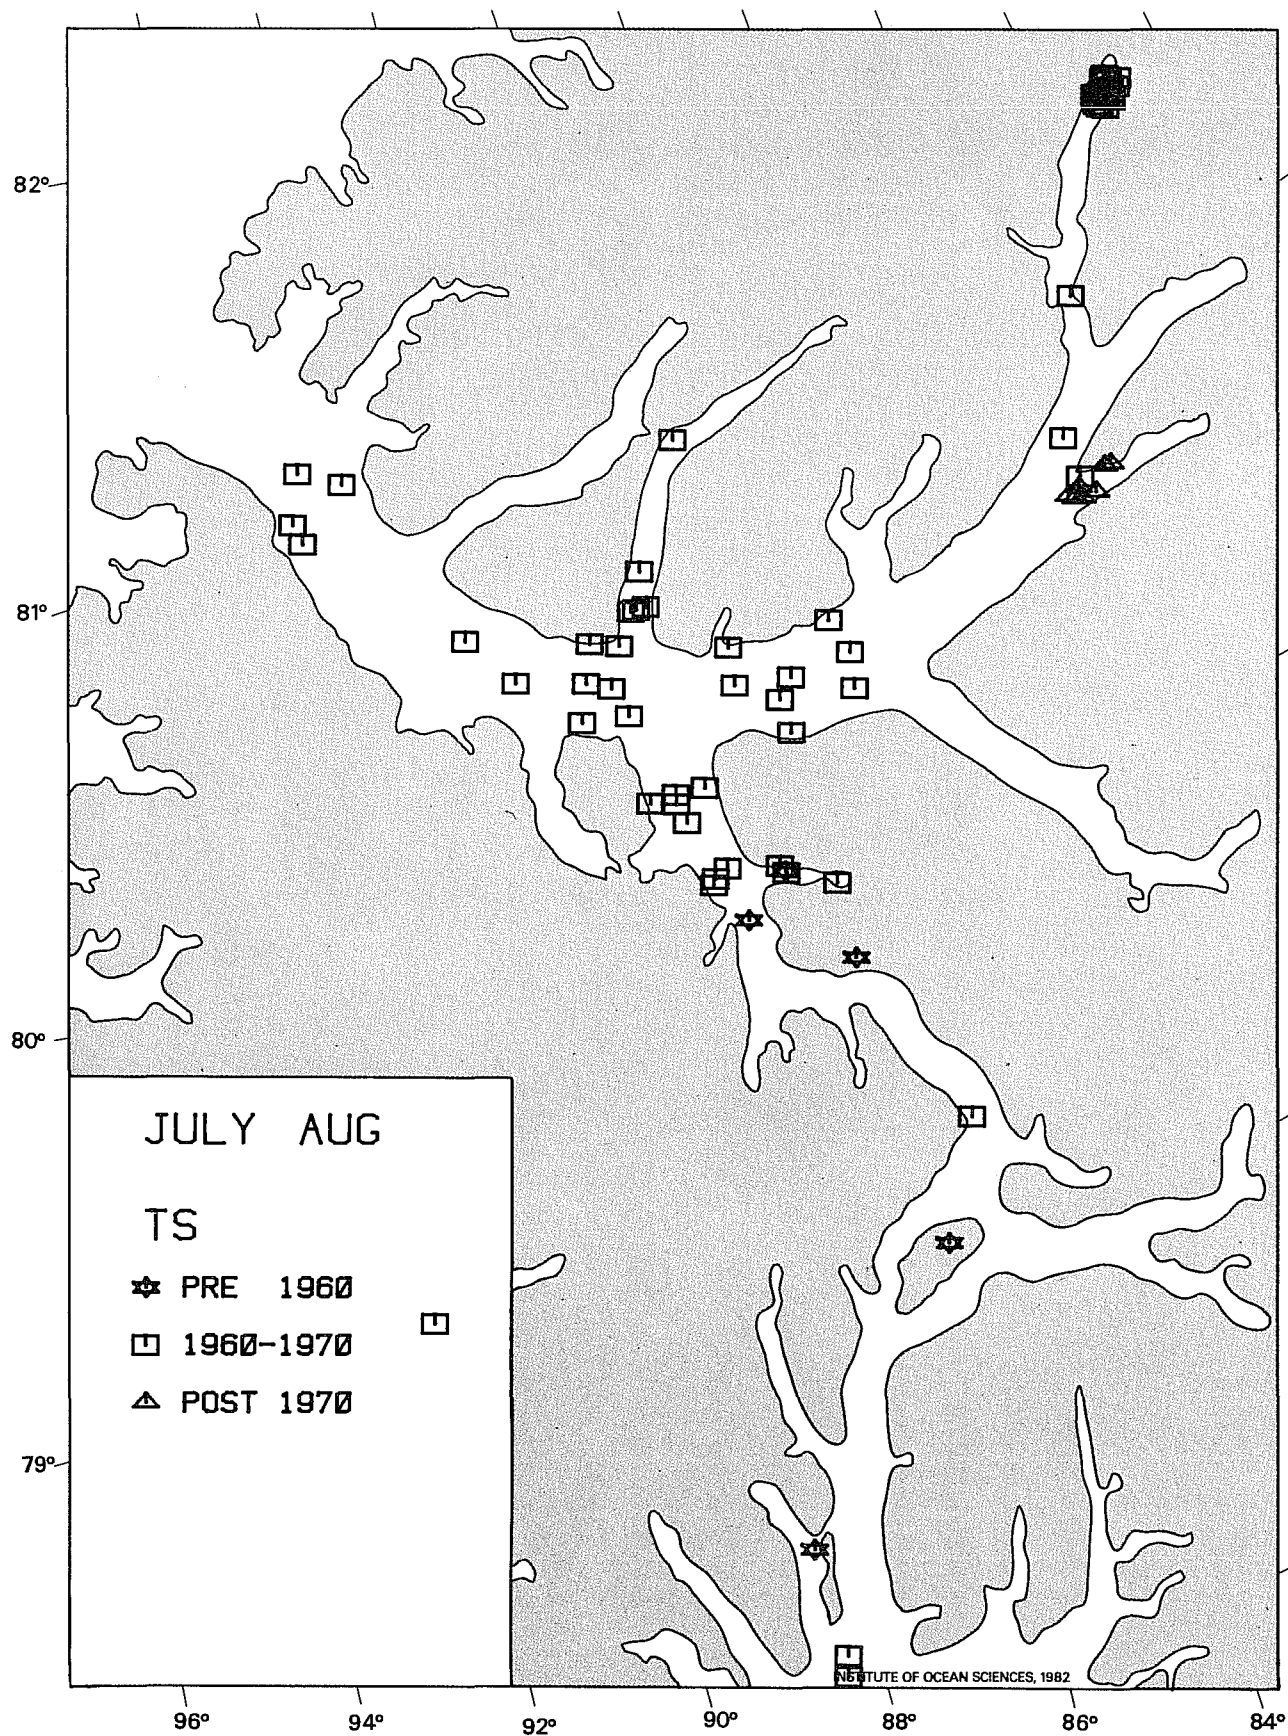 82°
81°
80°
JULY AUG
TS
PRE 1960
1960-1970
POST 1970
79°
INSTITUTE OF OCEAN SCIENCES, 1982
96° 94° 92° 90° 88° 86° 84°